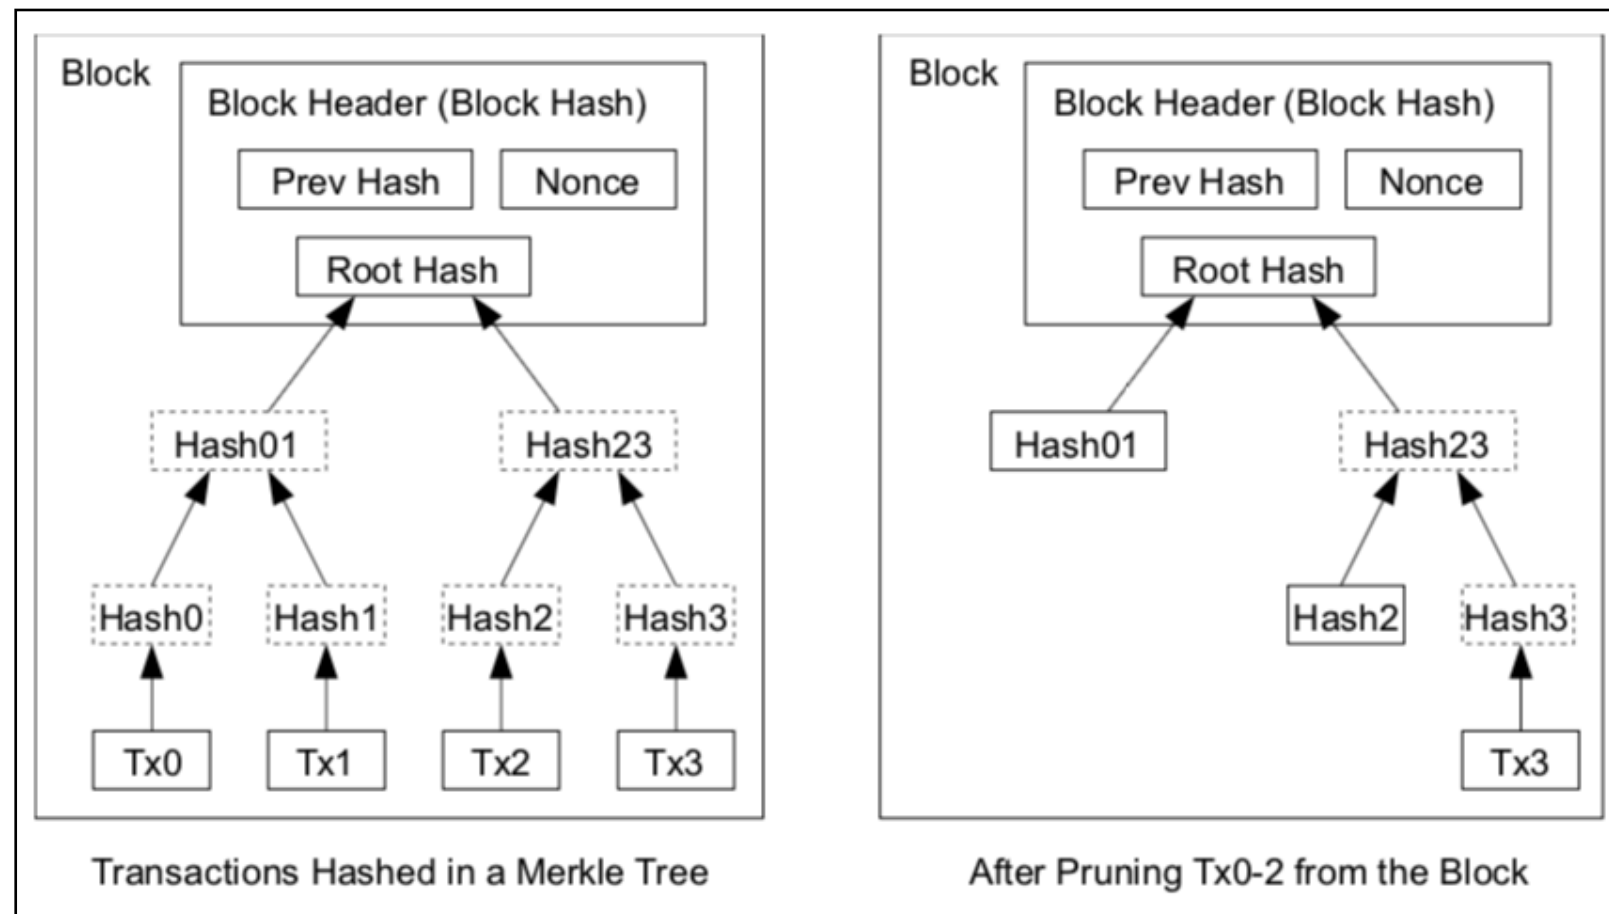 Block
Block Header (Block Hash)
Prev Hash
Nonce
Root Hash
Hash01
Hash23
Hash0
Hash1
Hash2
Hash3
Tx0
Tx1
Tx2
Tx3
Transactions Hashed in a Merkle Tree
Block
Block Header (Block Hash)
Prev Hash
Nonce
Root Hash
Hash01
Hash23
Hash2
Hash3
Tx3
After Pruning Tx0-2 from the Block